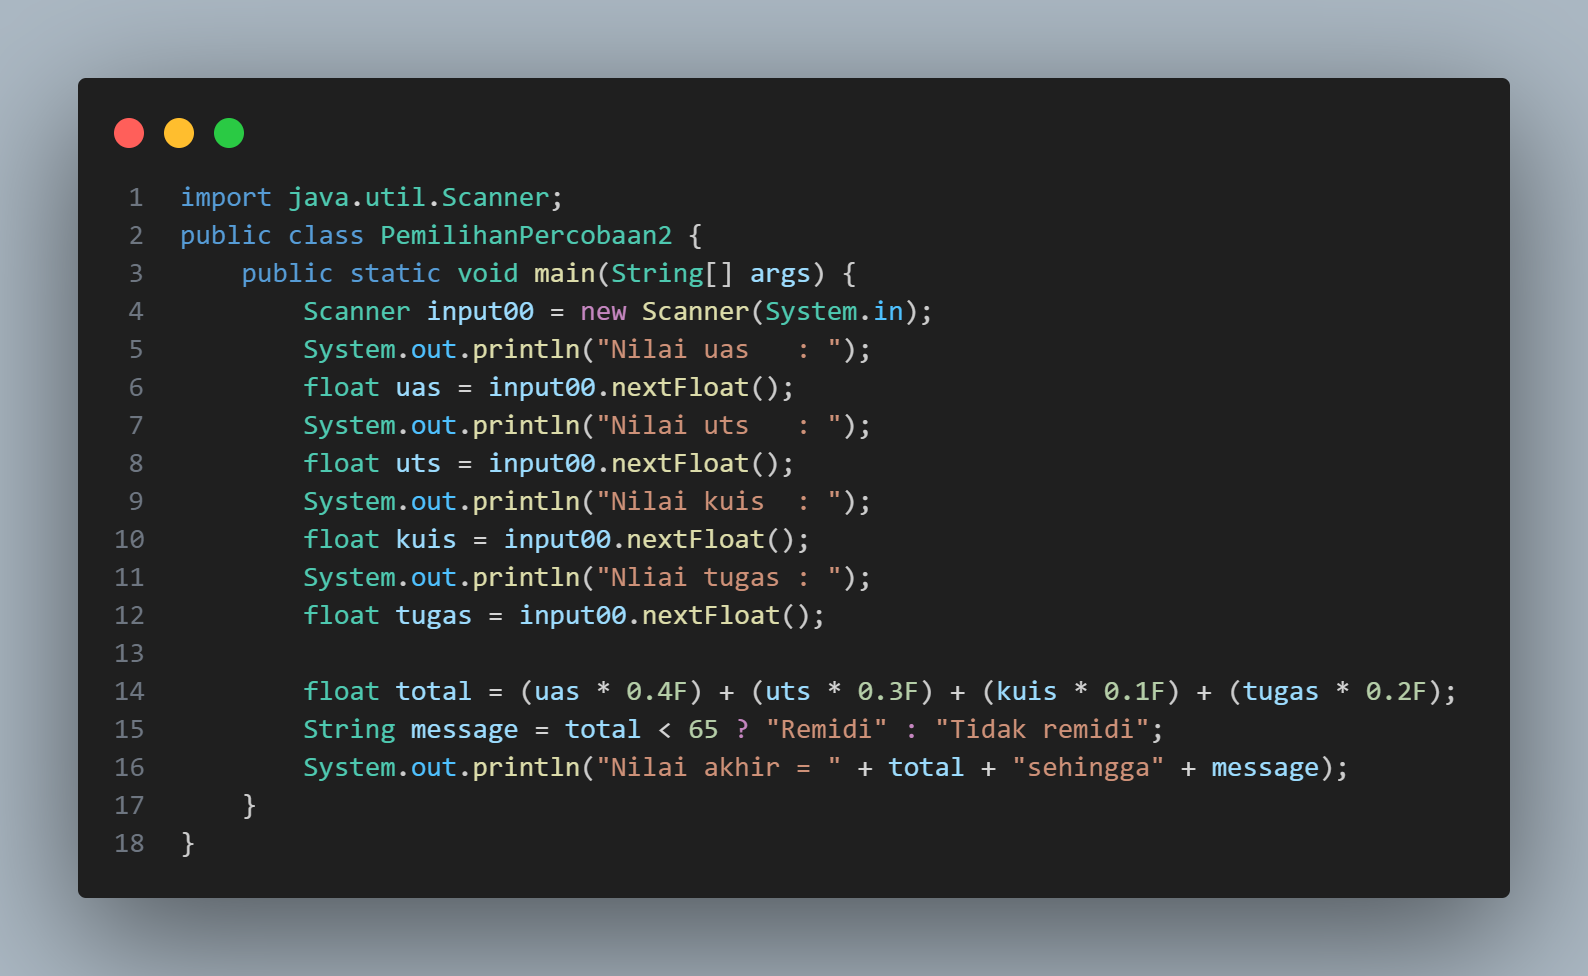 1 import java.util.Scanner;
2 public class PemilihanPercobaan2 {
3     public static void main(String[] args) {
4         Scanner input00 = new Scanner(System.in);
5         System.out.println("Nilai uas   : ");
6         float uas = input00.nextFloat();
7         System.out.println("Nilai uts   : ");
8         float uts = input00.nextFloat();
9         System.out.println("Nilai kuis  : ");
10         float kuis = input00.nextFloat();
11         System.out.println("Nliai tugas : ");
12         float tugas = input00.nextFloat();
13
14         float total = (uas * 0.4F) + (uts * 0.3F) + (kuis * 0.1F) + (tugas * 0.2F);
15         String message = total < 65 ? "Remidi" : "Tidak remidi";
16         System.out.println("Nilai akhir = " + total + "sehingga" + message);
17     }
18 }